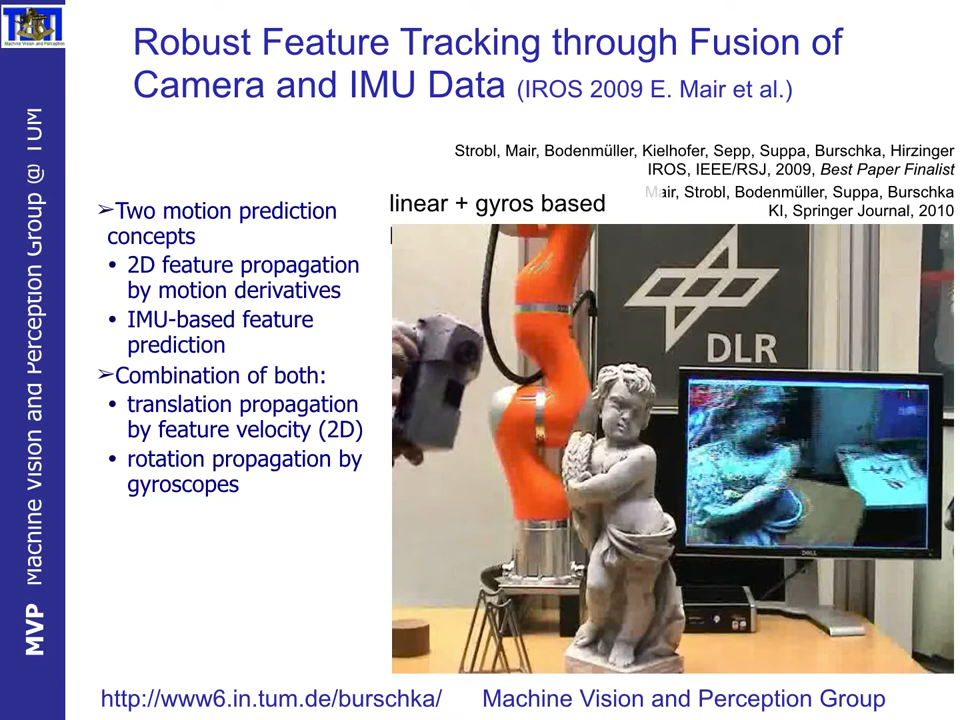 Robust Feature Tracking through Fusion of
Camera and IMU Data (IROS 2009 E. Mair et al.)
Strobl, Mair, Bodenmüller, Kielhofer, Sepp, Suppa, Burschka, Hirzinger
IROS, IEEE/RSJ, 2009, Best Paper Finalist
Mair, Strobl, Bodenmüller, Suppa, Burschka
KI, Springer Journal, 2010
linear + gyros based
➢Two motion prediction
concepts
• 2D feature propagation
by motion derivatives
• IMU-based feature
prediction
➢Combination of both:
• translation propagation
by feature velocity (2D)
• rotation propagation by
gyroscopes
DLR
DELL
Machine Vision and Perception
MVP Machine Vision and Perception Group @ TUM
http://www6.in.tum.de/burschka/ Machine Vision and Perception Group